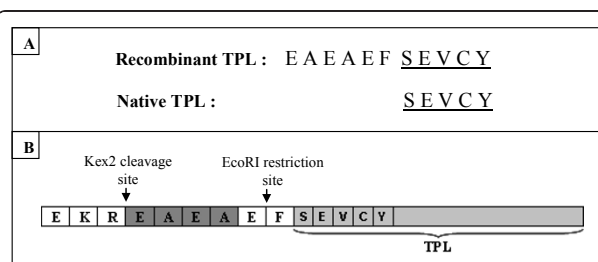 A
Recombinant TPL : E A E A E F S E V C Y
Native TPL : S E V C Y
B
Kex2 cleavage site
EcoRI restriction site
E K R E A E A E F S E V C Y
TPL